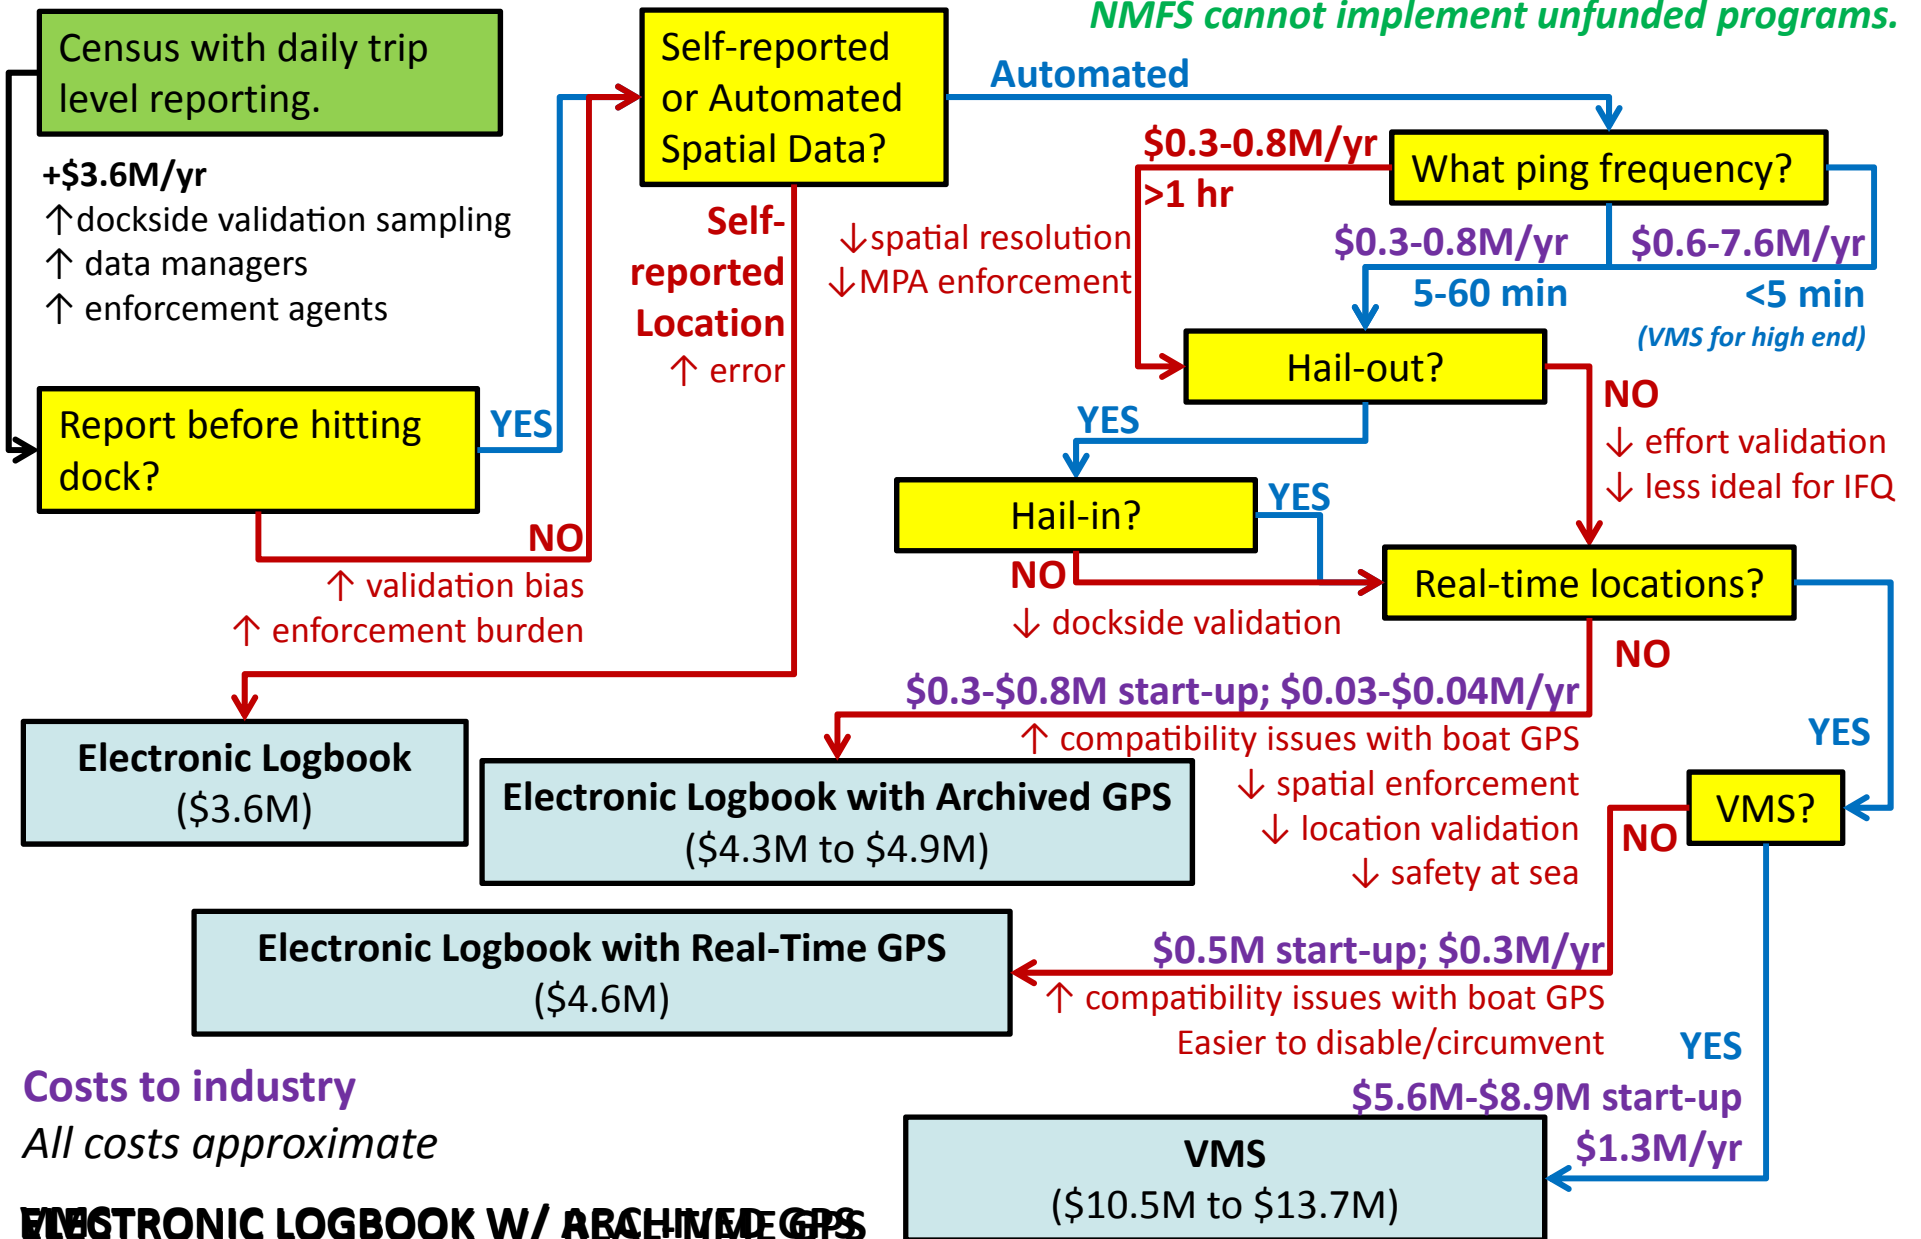 NMFS cannot implement unfunded programs.
Census with daily trip
level reporting.
+$3.6M/yr
↑dockside validation sampling
↑ data managers
↑ enforcement agents
Report before hitting
dock?
YES
NO
↑ validation bias
↑ enforcement burden
Self-reported
or Automated
Spatial Data?
Automated
Self-
reported
Location
↑ error
What ping frequency?
$0.3-0.8M/yr
>1 hr
↓spatial resolution
↓MPA enforcement
$0.3-0.8M/yr
5-60 min
$0.6-7.6M/yr
<5 min
(VMS for high end)
Hail-out?
YES
NO
↓ effort validation
↓ less ideal for IFQ
Hail-in?
YES
NO
↓ dockside validation
Real-time locations?
NO
YES
$0.3-$0.8M start-up; $0.03-$0.04M/yr
↑ compatibility issues with boat GPS
↓ spatial enforcement
↓ location validation
↓ safety at sea
Electronic Logbook
($3.6M)
Electronic Logbook with Archived GPS
($4.3M to $4.9M)
VMS?
NO
YES
$0.5M start-up; $0.3M/yr
↑ compatibility issues with boat GPS
Easier to disable/circumvent
Electronic Logbook with Real-Time GPS
($4.6M)
$5.6M-$8.9M start-up
$1.3M/yr
VMS
($10.5M to $13.7M)
Costs to industry
All costs approximate
ELECTRONIC LOGBOOK W/ GPS